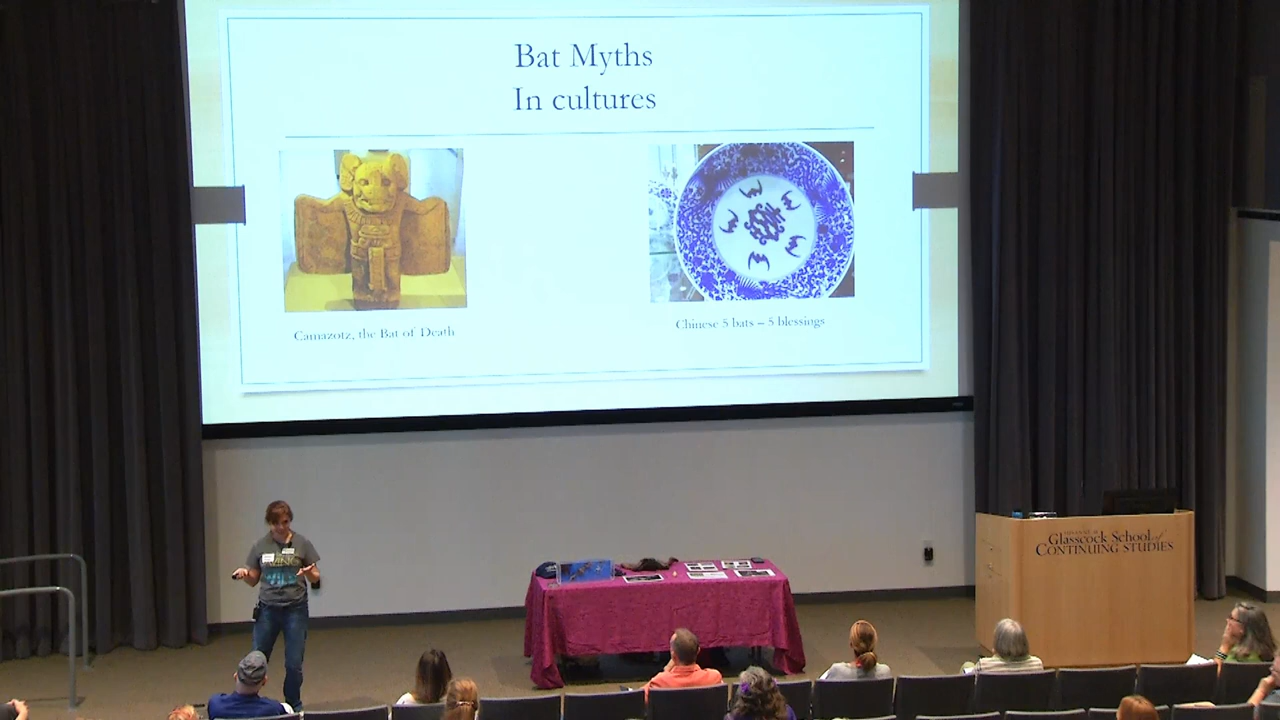 Bat Myths
In cultures
Camazotz, the Bat of Death
Chinese 5 bats – 5 blessings
Glasscock School of
Continuing Studies